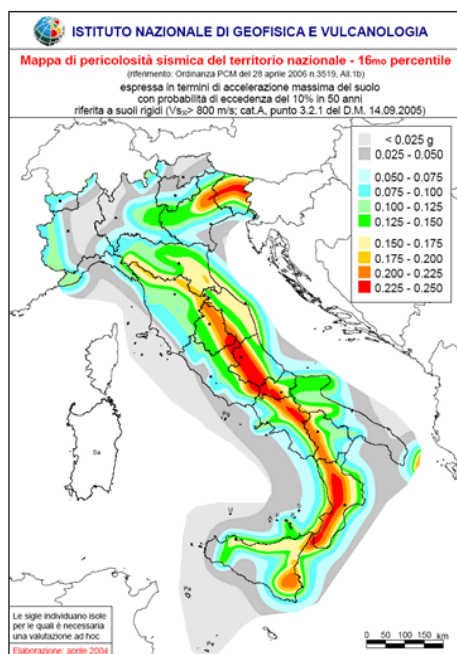 ISTITUTO NAZIONALE DI GEOFISICA E VULCANOLOGIA
Mappa di pericolosità sismica del territorio nazionale - 16mo percentile
(riferimento: Ordinanza PCM del 28 aprile 2006 n.3519, All.1b)
espressa in termini di accelerazione massima del suolo
con probabilità di eccedenza del 10% in 50 anni
riferita a suoli rigidi (Vs30> 800 m/s; cat.A, punto 3.2.1 del D.M. 14.09.2005)
< 0.025 g
0.025 - 0.050
0.050 - 0.075
0.075 - 0.100
0.100 - 0.125
0.125 - 0.150
0.150 - 0.175
0.175 - 0.200
0.200 - 0.225
0.225 - 0.250
Sa
U
Pa
Pe
Le sigle individuano isole
per le quali è necessaria
una valutazione ad hoc
Elaborazione: aprile 2004
0 50 100 150 km